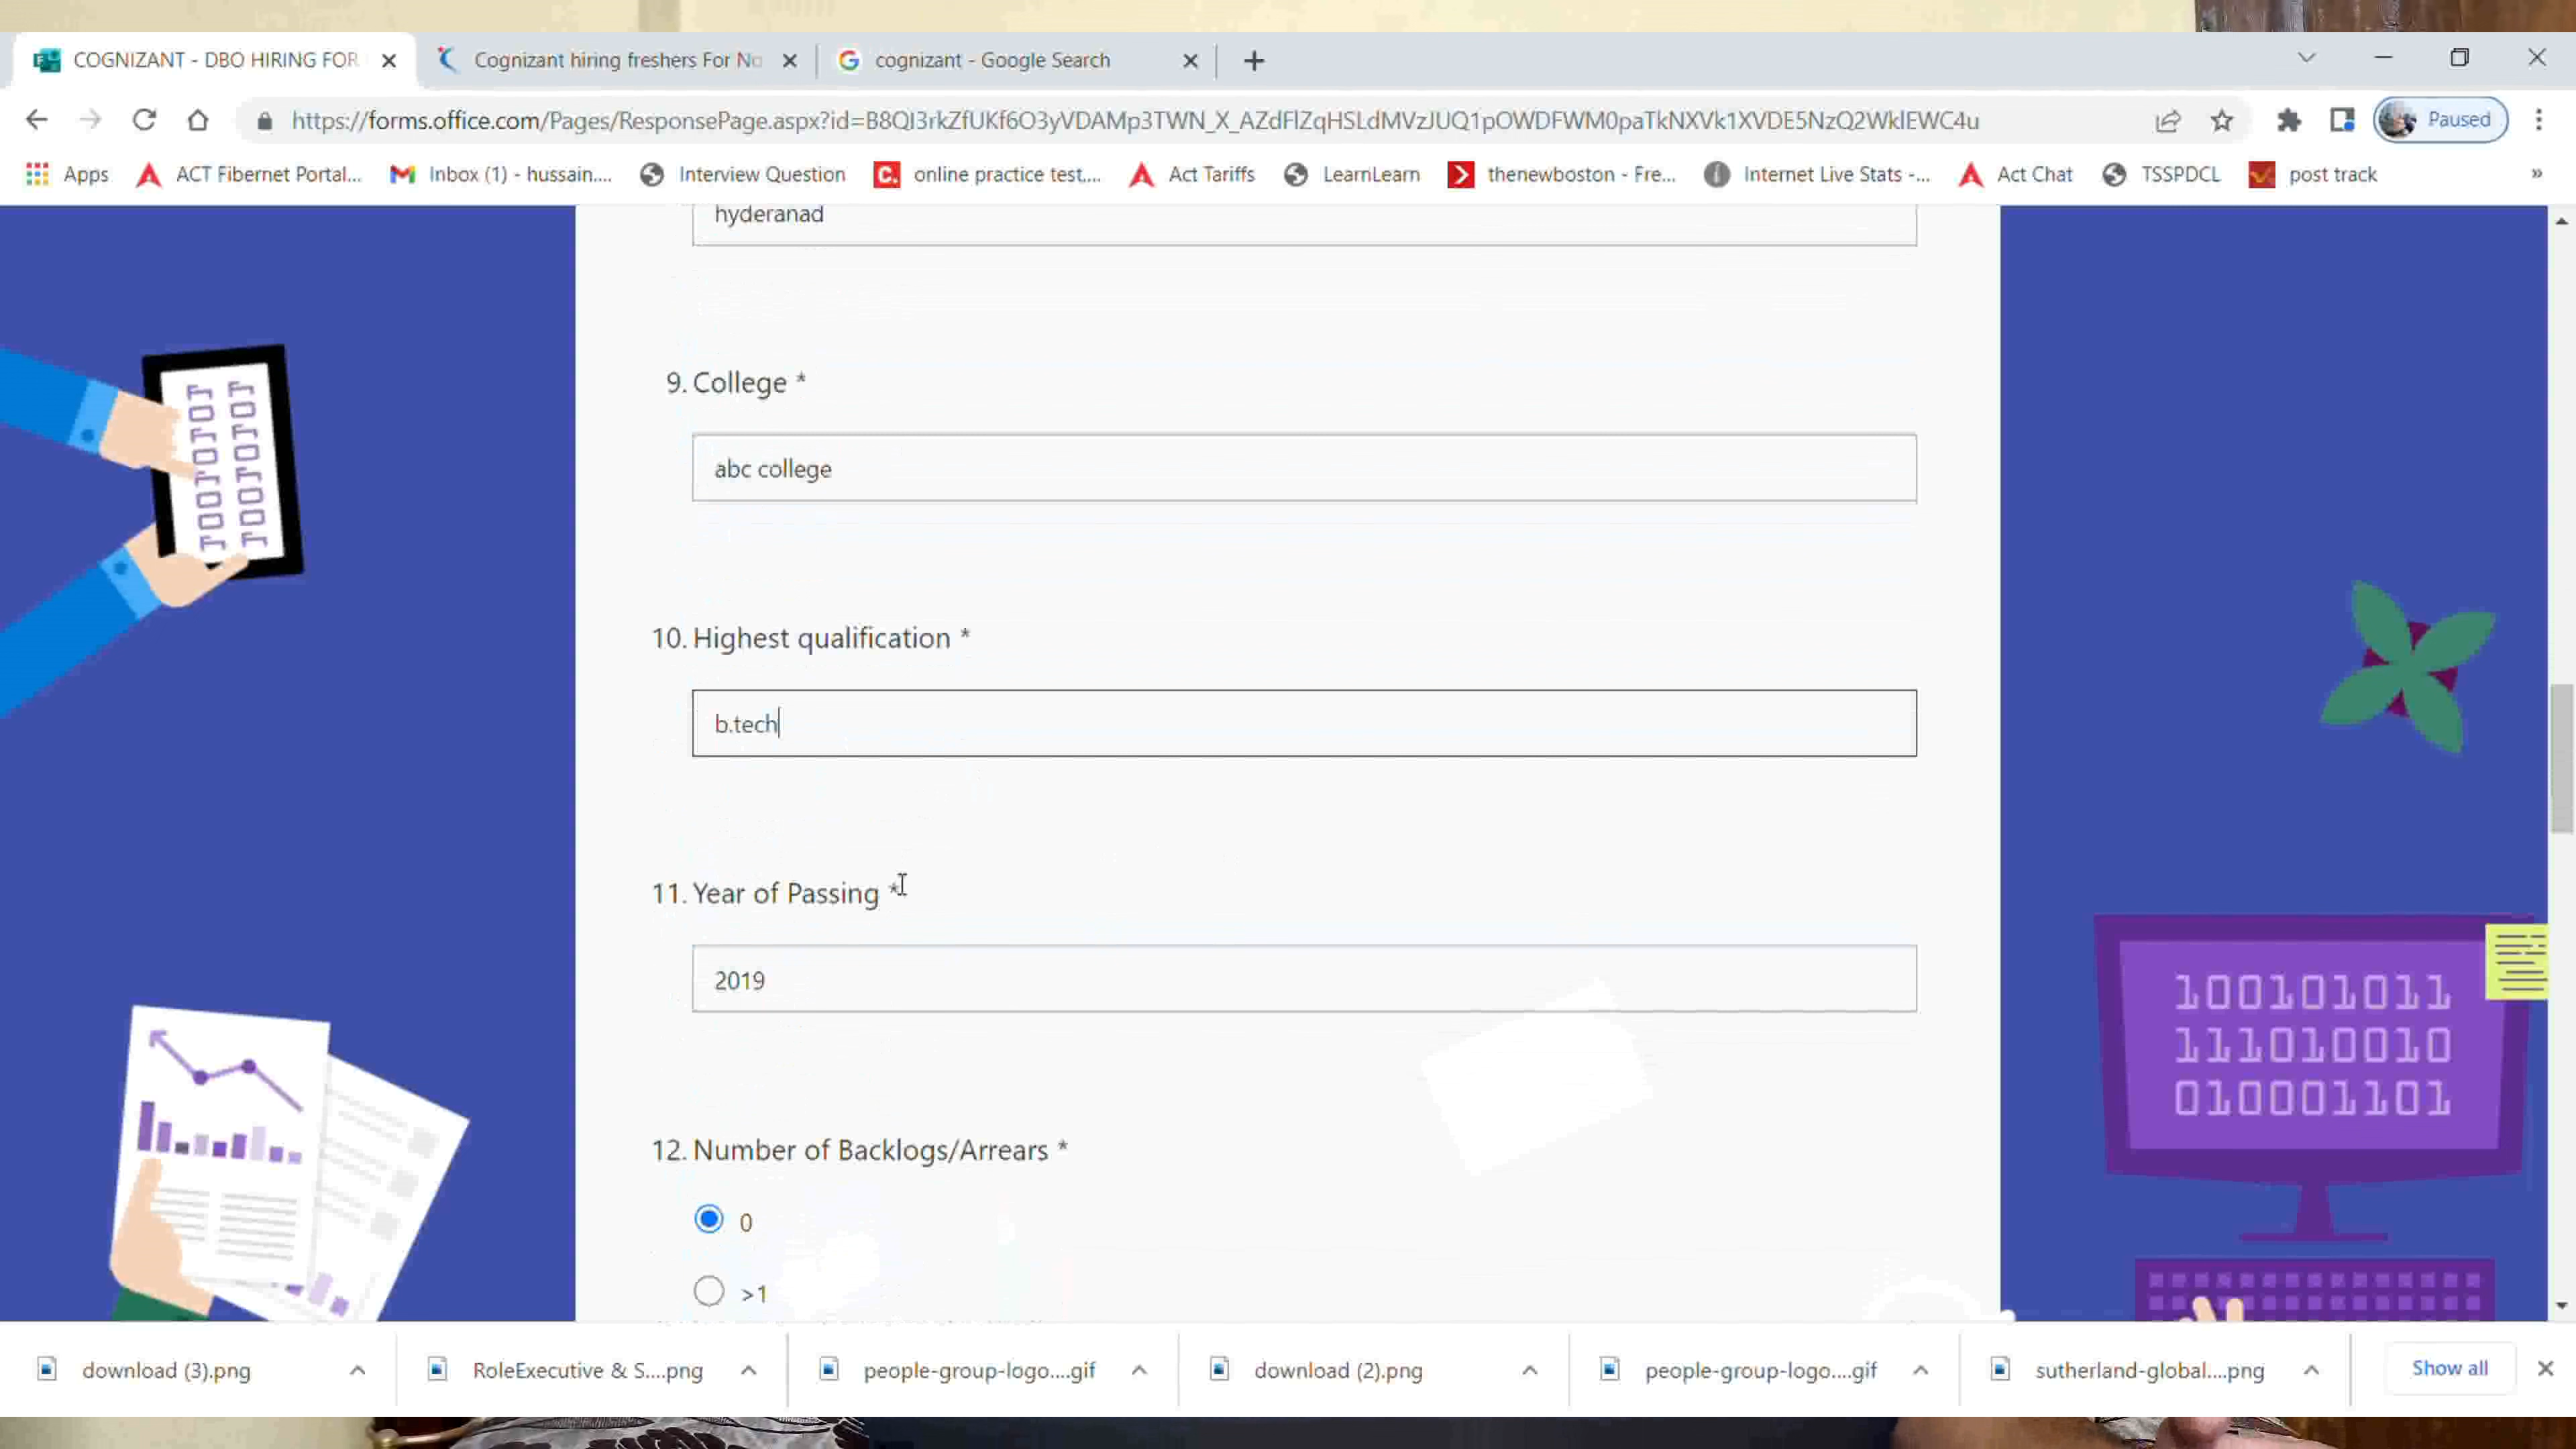 COGNIZANT - DBO HIRING FOR
Cognizant hiring freshers For No
cognizant - Google Search
https://forms.office.com/Pages/ResponsePage.aspx?id=B8QJ3rkZfUKf6O3yVDAMp3TWN_X_AZdFlZqHSLdMVzJUQ1pOWDFWM0paTkNXVk1XVDE5NzQ2WklEWC4u
Paused
Apps
ACT Fibernet Portal...
Inbox (1) - hussain....
Interview Question
online practice test,...
Act Tariffs
LearnLearn
thenewboston - Fre...
Internet Live Stats -...
Act Chat
TSSPDCL
post track
»
hyderanad
9. College *
abc college
10. Highest qualification *
b.tech
11. Year of Passing *
2019
12. Number of Backlogs/Arrears *
0
>1
100101011
111010010
010001101
download (3).png
RoleExecutive & S....png
people-group-logo....gif
download (2).png
people-group-logo....gif
sutherland-global....png
Show all